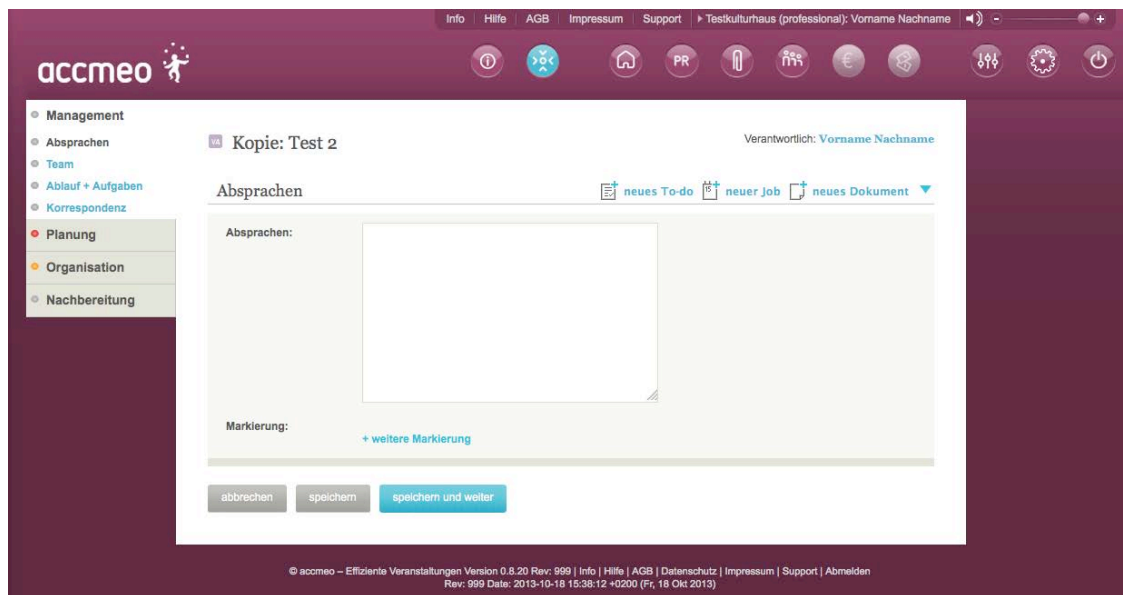 Info | Hilfe | AGB | Impressum | Support | Testkulturhaus (professional): Vorname Nachname - +
accmeo PR €
Management
Absprachen
Team
Ablauf + Aufgaben
Korrespondenz
Planung
Organisation
Nachbereitung
VA Kopie: Test 2
Verantwortlich: Vorname Nachname
Absprachen
neues To-do 15 neuer Job neues Dokument
Absprachen:
Markierung:
+ weitere Markierung
abbrechen speichern speichern und weiter
© accmeo – Effiziente Veranstaltungen Version 0.8.20 Rev: 999 | Info | Hilfe | AGB | Datenschutz | Impressum | Support | Abmelden
Rev: 999 Date: 2013-10-18 15:38:12 +0200 (Fr, 18 Okt 2013)